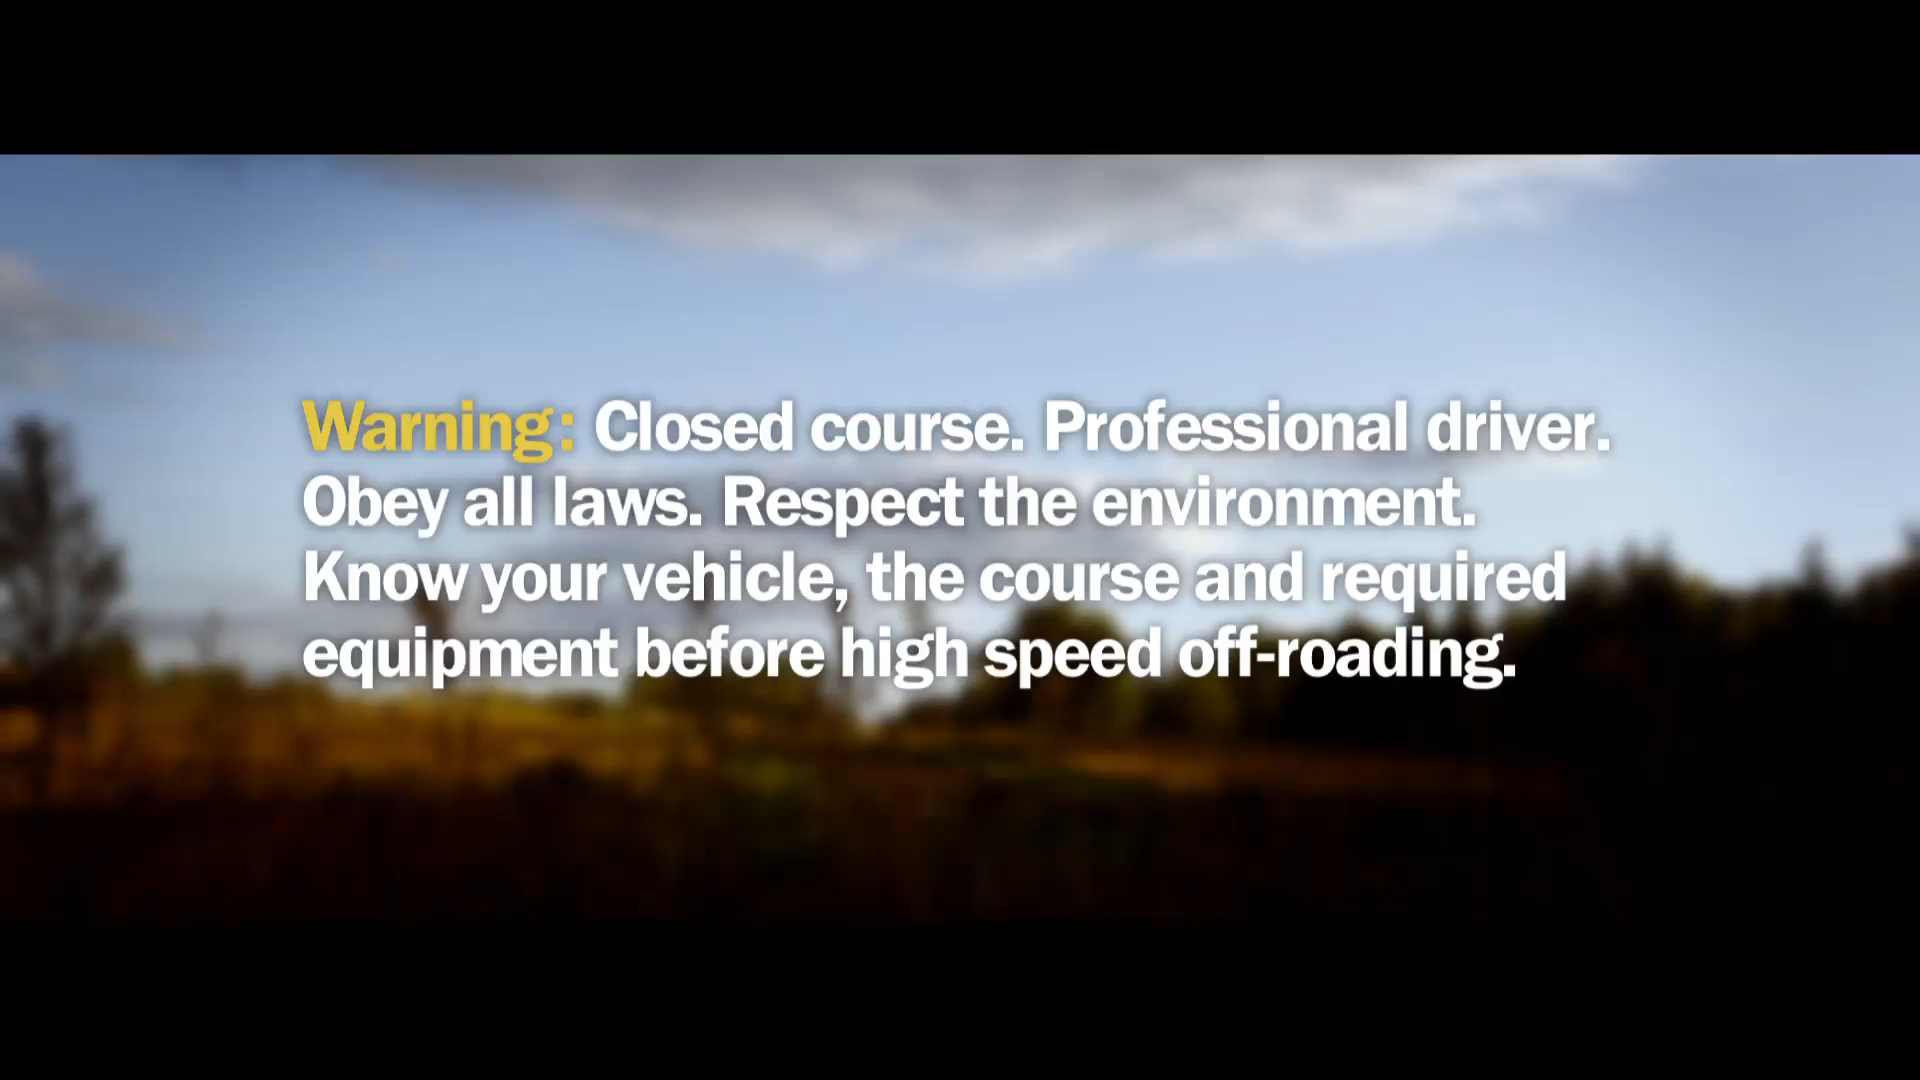 Warning: Closed course. Professional driver.
Obey all laws. Respect the environment.
Know your vehicle, the course and required
equipment before high speed off-roading.